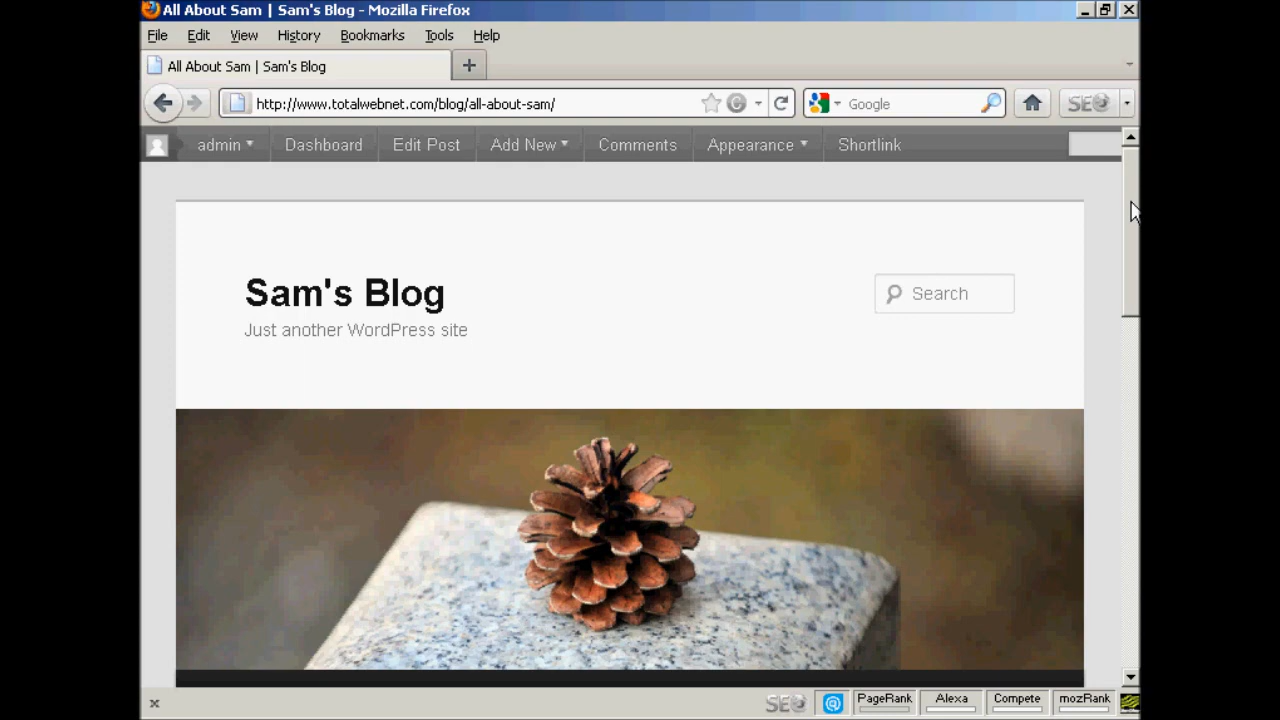 All About Sam | Sam's Blog - Mozilla Firefox
File Edit View History Bookmarks Tools Help
All About Sam | Sam's Blog
http://www.totalwebnet.com/blog/all-about-sam/ Google SEO
admin Dashboard Edit Post Add New Comments Appearance Shortlink
Sam's Blog
Search
Just another WordPress site
SEO PageRank Alexa Compete mozRank